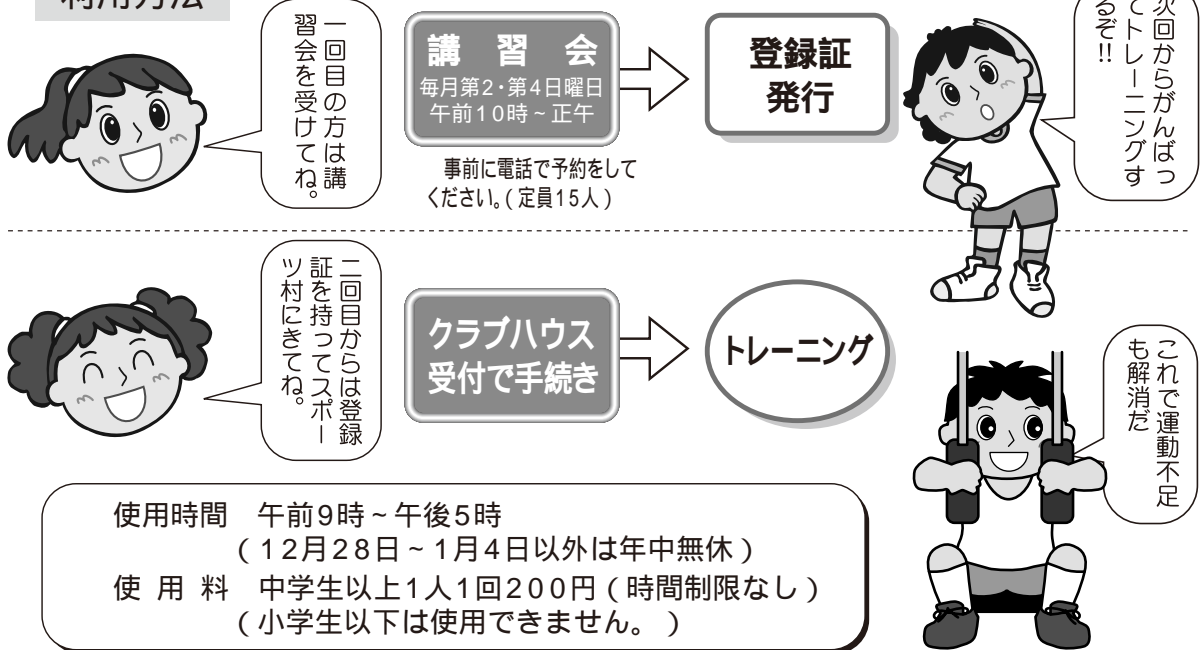 利用方法
一回目の方は講
習会を受けてね。
講 習 会
毎月第2・第4日曜日
午前10時~正午
事前に電話で予約をして
ください。(定員15人)
登録証
発行
次回からがんばっ
てトレーニングす
るぞ!!
二回目からは登録
証を持ってスポー
ツ村にきてね。
クラブハウス
受付で手続き
トレーニング
これで運動不足
も解消だ
使用時間 午前9時~午後5時
(12月28日~1月4日以外は年中無休)
使 用 料 中学生以上1人1回200円(時間制限なし)
(小学生以下は使用できません。)